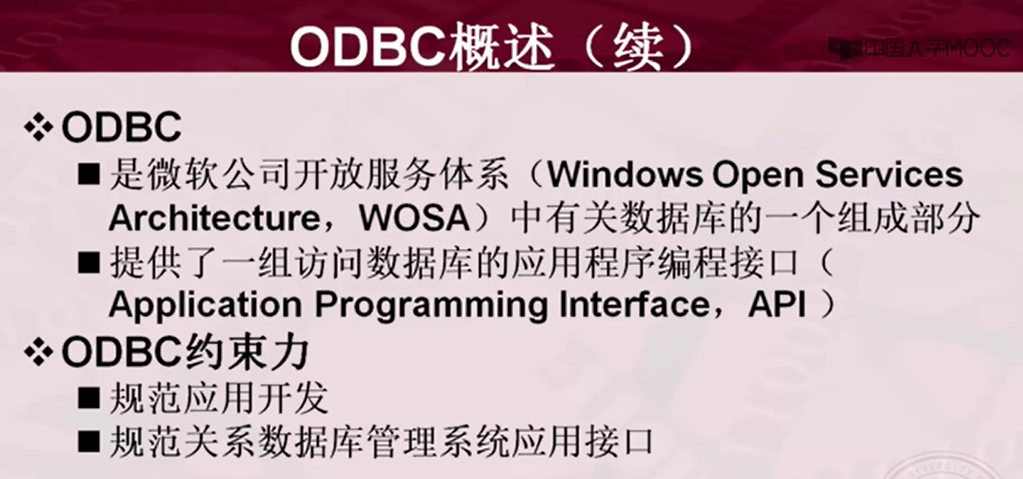 ODBC概述（续）
中国大学MOOC
❖ODBC
■是微软公司开放服务体系（Windows Open Services
Architecture，WOSA）中有关数据库的一个组成部分
■提供了一组访问数据库的应用程序编程接口（
Application Programming Interface，API ）
❖ODBC约束力
■规范应用开发
■规范关系数据库管理系统应用接口